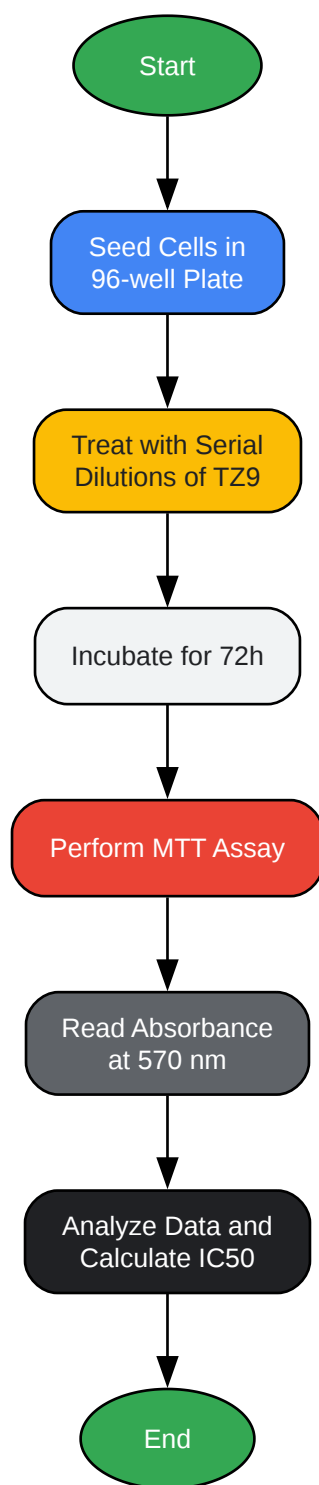 Start
Seed Cells in
96-well Plate
Treat with Serial
Dilutions of TZ9
Incubate for 72h
Perform MTT Assay
Read Absorbance
at 570 nm
Analyze Data and
Calculate IC50
End